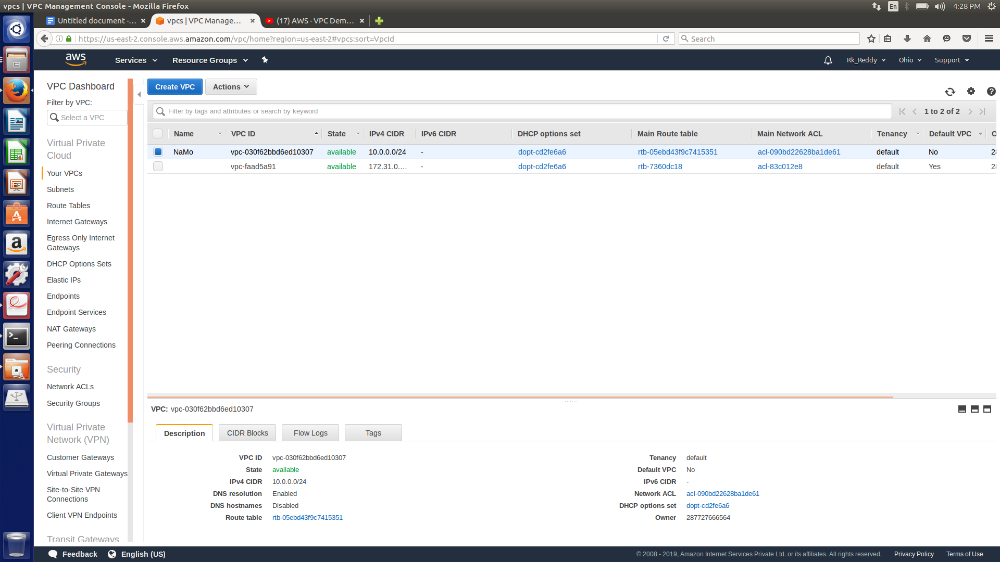 vpcs | VPC Management Console - Mozilla Firefox
En
4:28 PM
Untitled document -...
vpcs | VPC Manage...
(17) AWS - VPC Dem...
https://us-east-2.console.aws.amazon.com/vpc/home?region=us-east-2#vpcs:sort=VpcId
Search
aws
Services
Resource Groups
Rk_Reddy
Ohio
Support
VPC Dashboard
Filter by VPC:
Select a VPC
Virtual Private
Cloud
Your VPCs
Subnets
Route Tables
Internet Gateways
Egress Only Internet
Gateways
DHCP Options Sets
Elastic IPs
Endpoints
Endpoint Services
NAT Gateways
Peering Connections
Security
Network ACLs
Security Groups
Virtual Private
Network (VPN)
Customer Gateways
Virtual Private Gateways
Site-to-Site VPN
Connections
Client VPN Endpoints
Transit Gateways
Create VPC
Actions
Filter by tags and attributes or search by keyword
1 to 2 of 2
Name VPC ID State IPv4 CIDR IPv6 CIDR DHCP options set Main Route table Main Network ACL Tenancy Default VPC O
NaMo vpc-030f62bbd6ed10307 available 10.0.0.0/24 - dopt-cd2fe6a6 rtb-05ebd43f9c7415351 acl-090bd22628ba1de61 default No 28
vpc-faad5a91 available 172.31.0.... - dopt-cd2fe6a6 rtb-7360dc18 acl-83c012e8 default Yes 28
VPC: vpc-030f62bbd6ed10307
Description
CIDR Blocks
Flow Logs
Tags
VPC ID vpc-030f62bbd6ed10307
State available
IPv4 CIDR 10.0.0.0/24
DNS resolution Enabled
DNS hostnames Disabled
Route table rtb-05ebd43f9c7415351
Tenancy default
Default VPC No
IPv6 CIDR -
Network ACL acl-090bd22628ba1de61
DHCP options set dopt-cd2fe6a6
Owner 287727666564
Feedback
English (US)
© 2008 - 2019, Amazon Internet Services Private Ltd. or its affiliates. All rights reserved.
Privacy Policy
Terms of Use